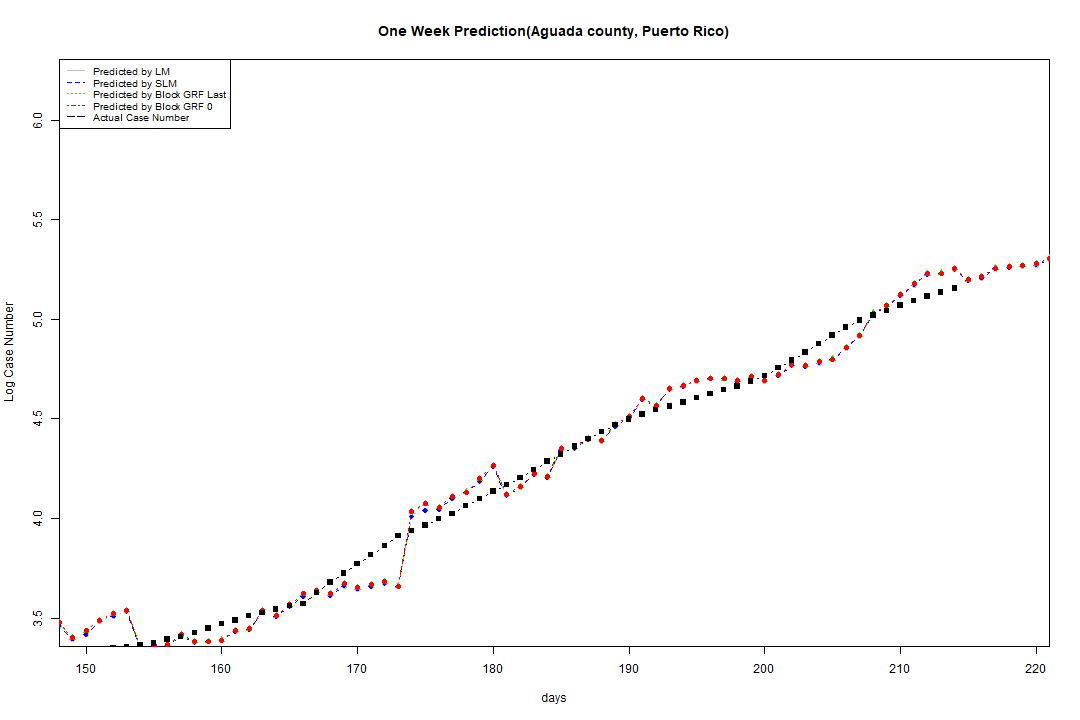 One Week Prediction(Aguada county, Puerto Rico)
Predicted by LM
Predicted by SLM
Predicted by Block GRF Last
Predicted by Block GRF 0
Actual Case Number
Log Case Number
6.0
5.5
5.0
4.5
4.0
3.5
150 160 170 180 190 200 210 220
days